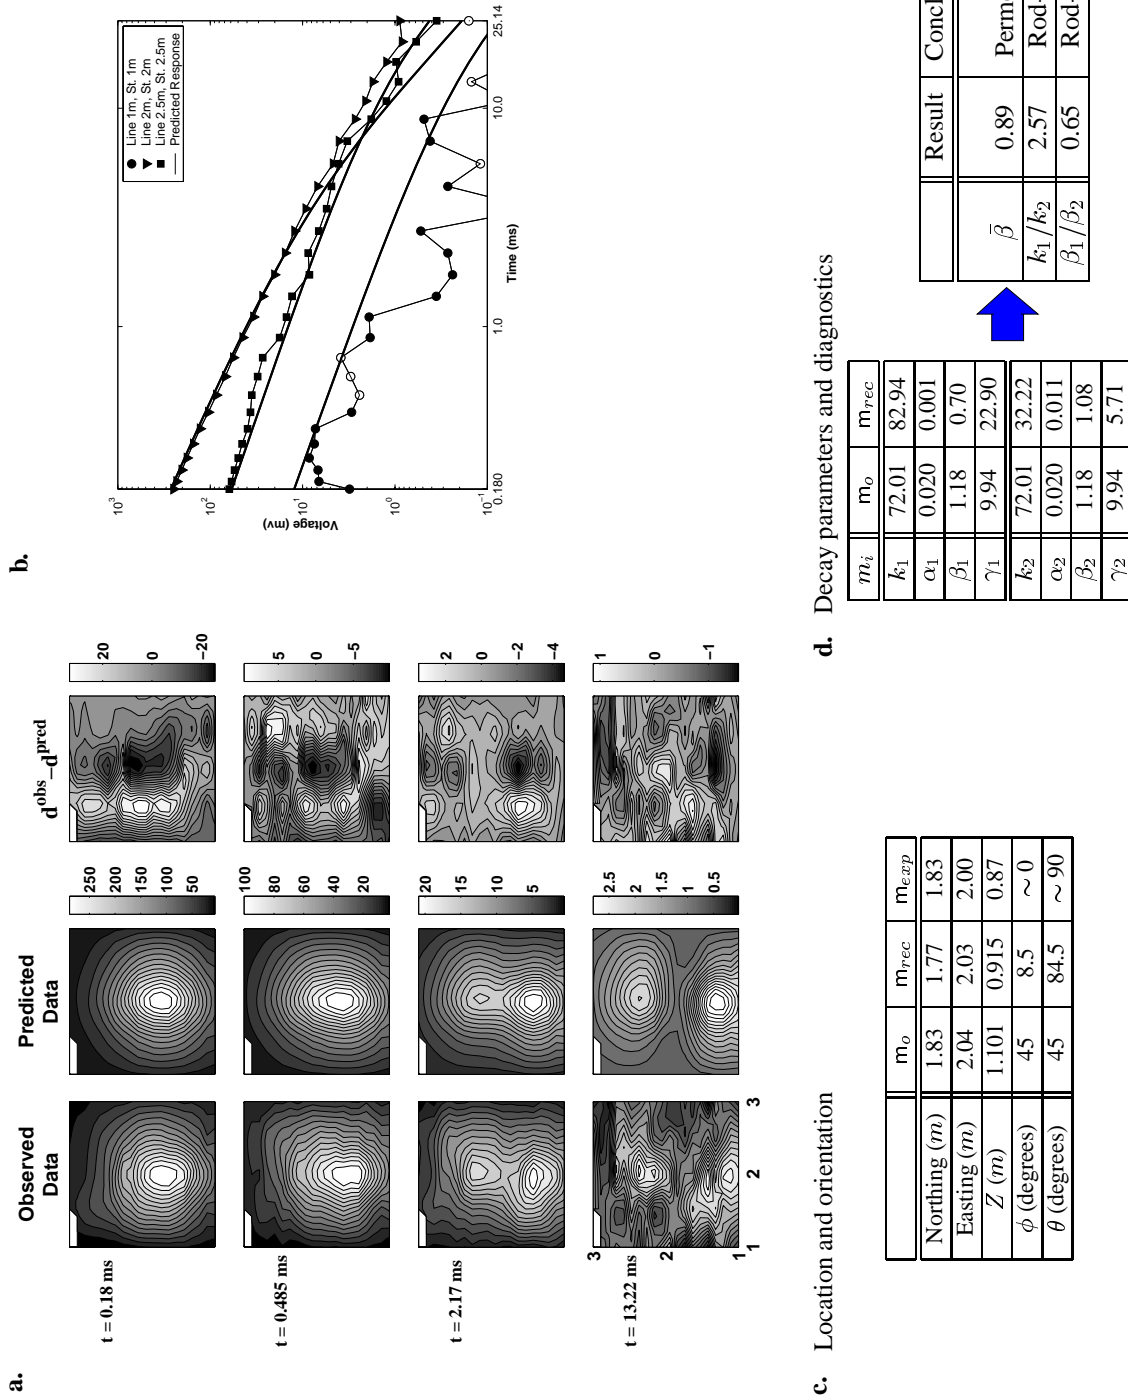 a.
Observed
Data
Predicted
Data
d^obs–d^pred
t = 0.18 ms
250
200
150
100
50
20
0
−20
t = 0.485 ms
100
80
60
40
20
5
0
−5
t = 2.17 ms
20
15
10
5
2
0
−2
−4
t = 13.22 ms
3
2
1
1
2
3
2.5
2
1.5
1
0.5
1
0
−1
b.
Voltage (mv)
10^3
10^2
10^1
10^0
10^−1
0.180
1.0
10.0
25.14
Time (ms)
Line 1m, St. 1m
Line 2m, St. 2m
Line 2.5m, St. 2.5m
Predicted Response
c. Location and orientation
m_o m_rec m_exp
Northing (m) 1.83 1.77 1.83
Easting (m) 2.04 2.03 2.00
Z (m) 1.101 0.915 0.87
ϕ (degrees) 45 8.5 ∼ 0
θ (degrees) 45 84.5 ∼ 90
d. Decay parameters and diagnostics
m_i m_o m_rec
k_1 72.01 82.94
α_1 0.020 0.001
β_1 1.18 0.70
γ_1 9.94 22.90
k_2 72.01 32.22
α_2 0.020 0.011
β_2 1.18 1.08
γ_2 9.94 5.71
Result Concl
β̄ 0.89 Perm
k_1/k_2 2.57 Rod-
β_1/β_2 0.65 Rod-